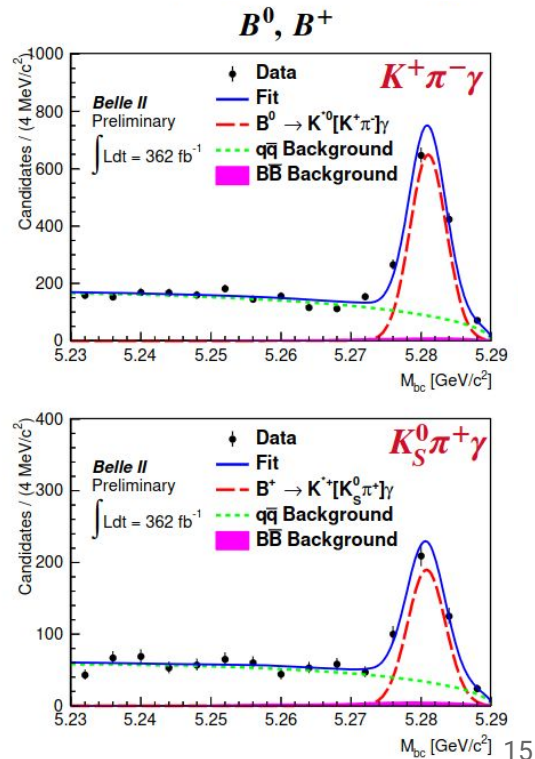 B⁰, B⁺
Candidates / (4 MeV/c²)
1000
800
600
400
200
0
Belle II
Preliminary
∫Ldt = 362 fb⁻¹
Data
Fit
B⁰ → K*⁰[K⁺π⁻]γ
qq̄ Background
BB̄ Background
K⁺π⁻γ
5.23 5.24 5.25 5.26 5.27 5.28 5.29
M_bc [GeV/c²]
Candidates / (4 MeV/c²)
400
300
200
100
0
Belle II
Preliminary
∫Ldt = 362 fb⁻¹
Data
Fit
B⁺ → K*⁺[K⁰_Sπ⁺]γ
qq̄ Background
BB̄ Background
K⁰_Sπ⁺γ
5.23 5.24 5.25 5.26 5.27 5.28 5.29
M_bc [GeV/c²]
15